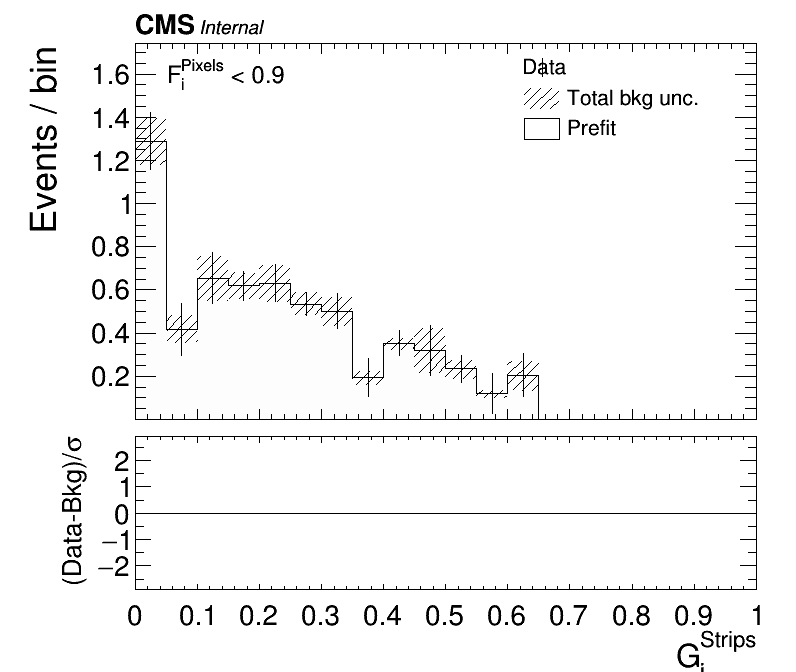 CMS Internal
Events / bin
1.6
1.4
1.2
1
0.8
0.6
0.4
0.2
F_i^Pixels < 0.9
Data
Total bkg unc.
Prefit
(Data-Bkg)/σ
2
1
0
−1
−2
0 0.1 0.2 0.3 0.4 0.5 0.6 0.7 0.8 0.9 1
G_i^Strips